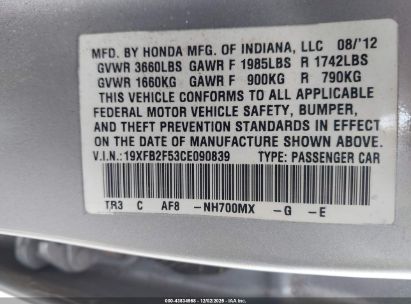 MFD. BY HONDA MFG. OF INDIANA, LLC 08/'12
GVWR 3660LBS GAWR F 1985LBS R 1742LBS
GVWR 1660KG GAWR F 900KG R 790KG
THIS VEHICLE CONFORMS TO ALL APPLICABLE
FEDERAL MOTOR VEHICLE SAFETY, BUMPER,
AND THEFT PREVENTION STANDARDS IN EFFECT
ON THE DATE OF MANUFACTURE SHOWN ABOVE.
V.I.N.: 19XFB2F53CE090839 TYPE: PASSENGER CAR
TR3 C AF8 -NH700MX -G -E